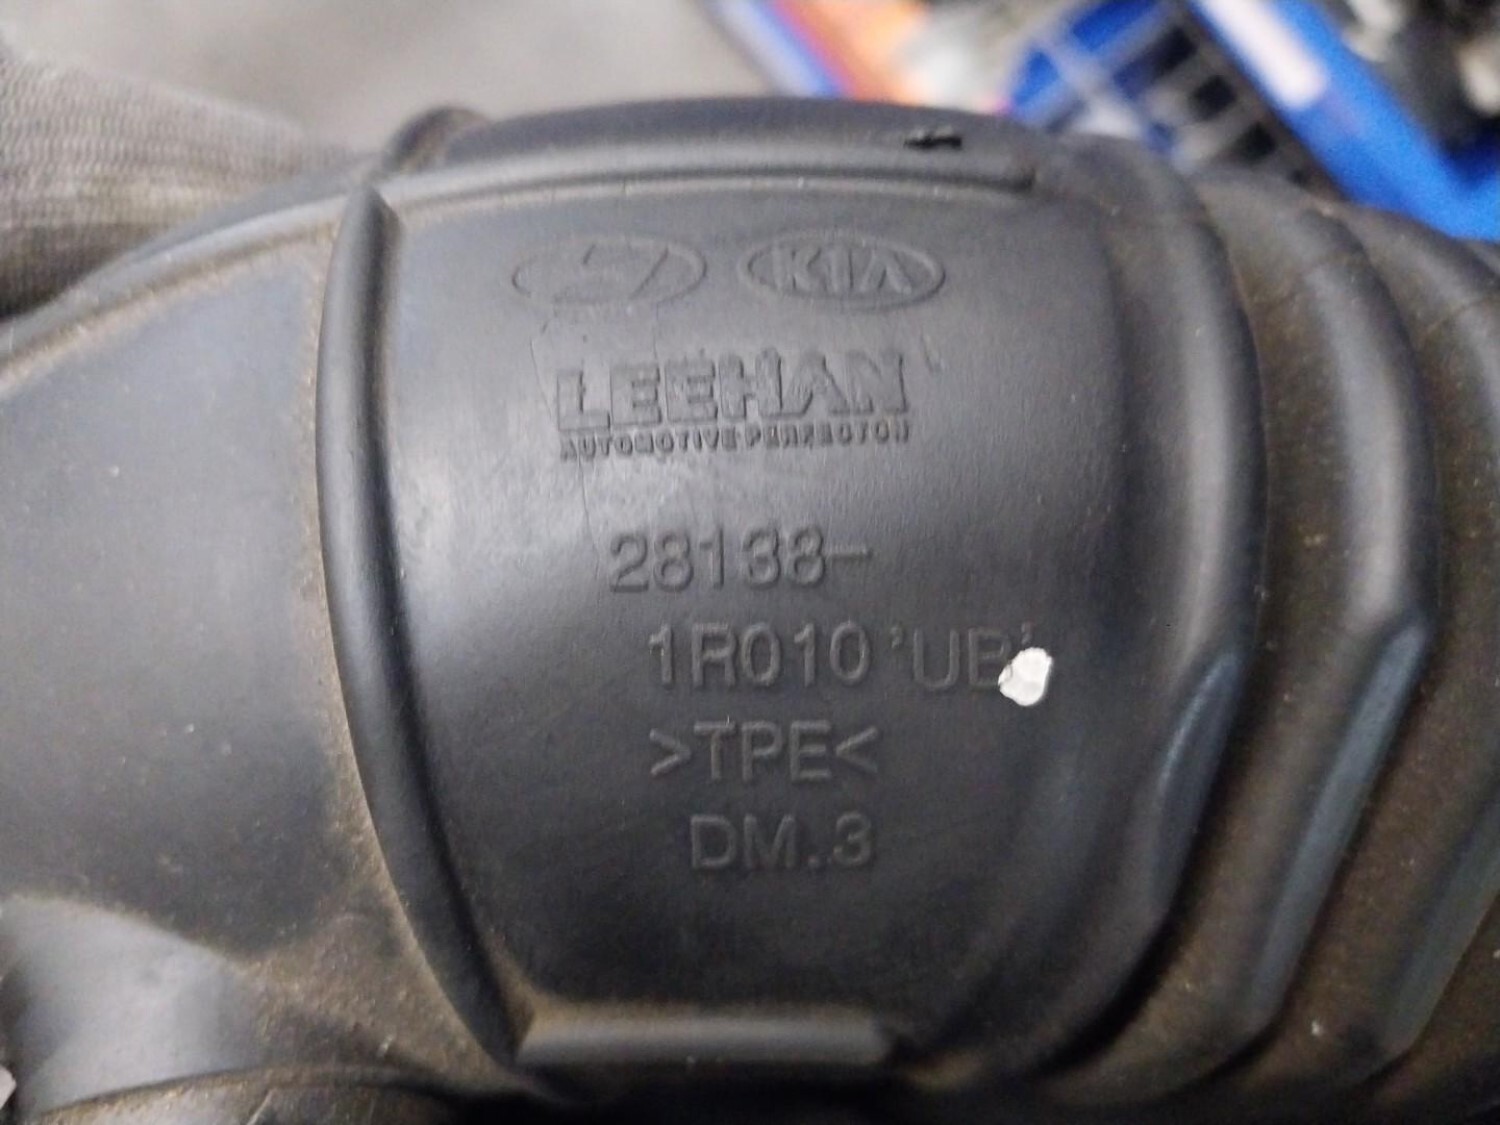 KIA
LEEHAN
AUTOMOTIVE PERFECTON
28138-
1R010 'UB'
>TPE<
DM..3